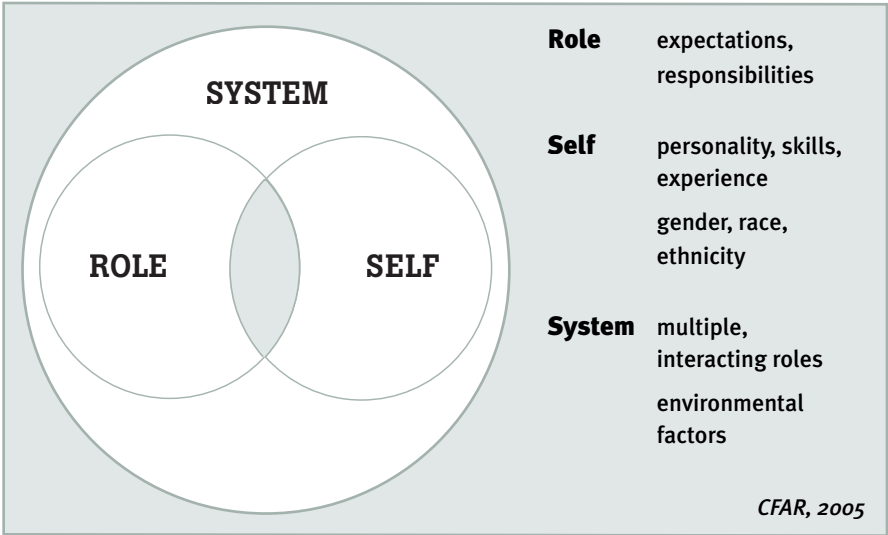 SYSTEM
ROLE
SELF
Role expectations,
responsibilities
Self personality, skills,
experience
gender, race,
ethnicity
System multiple,
interacting roles
environmental
factors
CFAR, 2005